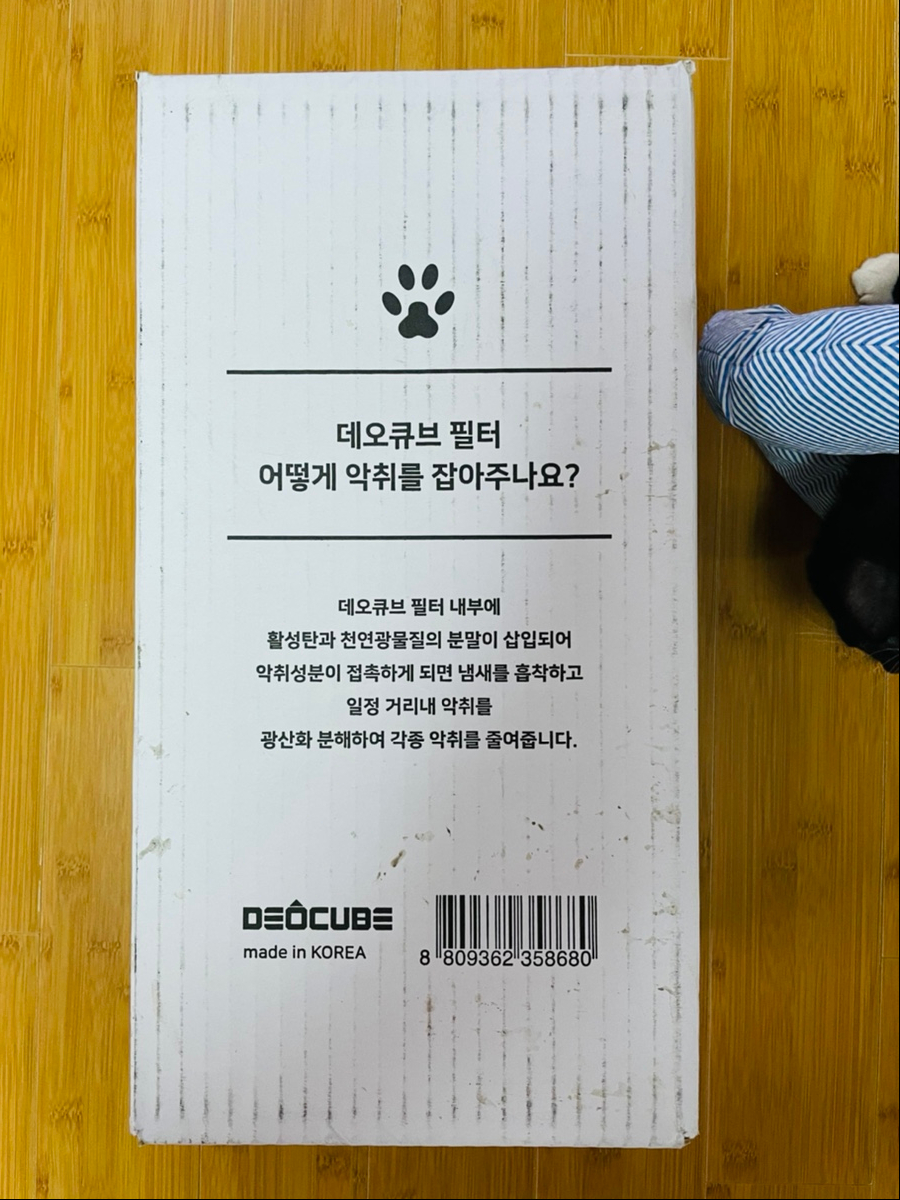 데오큐브 필터
어떻게 악취를 잡아주나요?
데오큐브 필터 내부에
활성탄과 천연광물질의 분말이 삽입되어
악취성분이 접촉하게 되면 냄새를 흡착하고
일정 거리내 악취를
광산화 분해하여 각종 악취를 줄여줍니다.
DEÔCUBE
made in KOREA
8 809362 358680